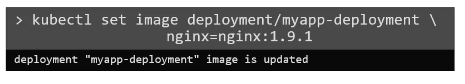 > kubectl set image deployment/myapp-deployment \
nginx=nginx:1.9.1
deployment "myapp-deployment" image is updated